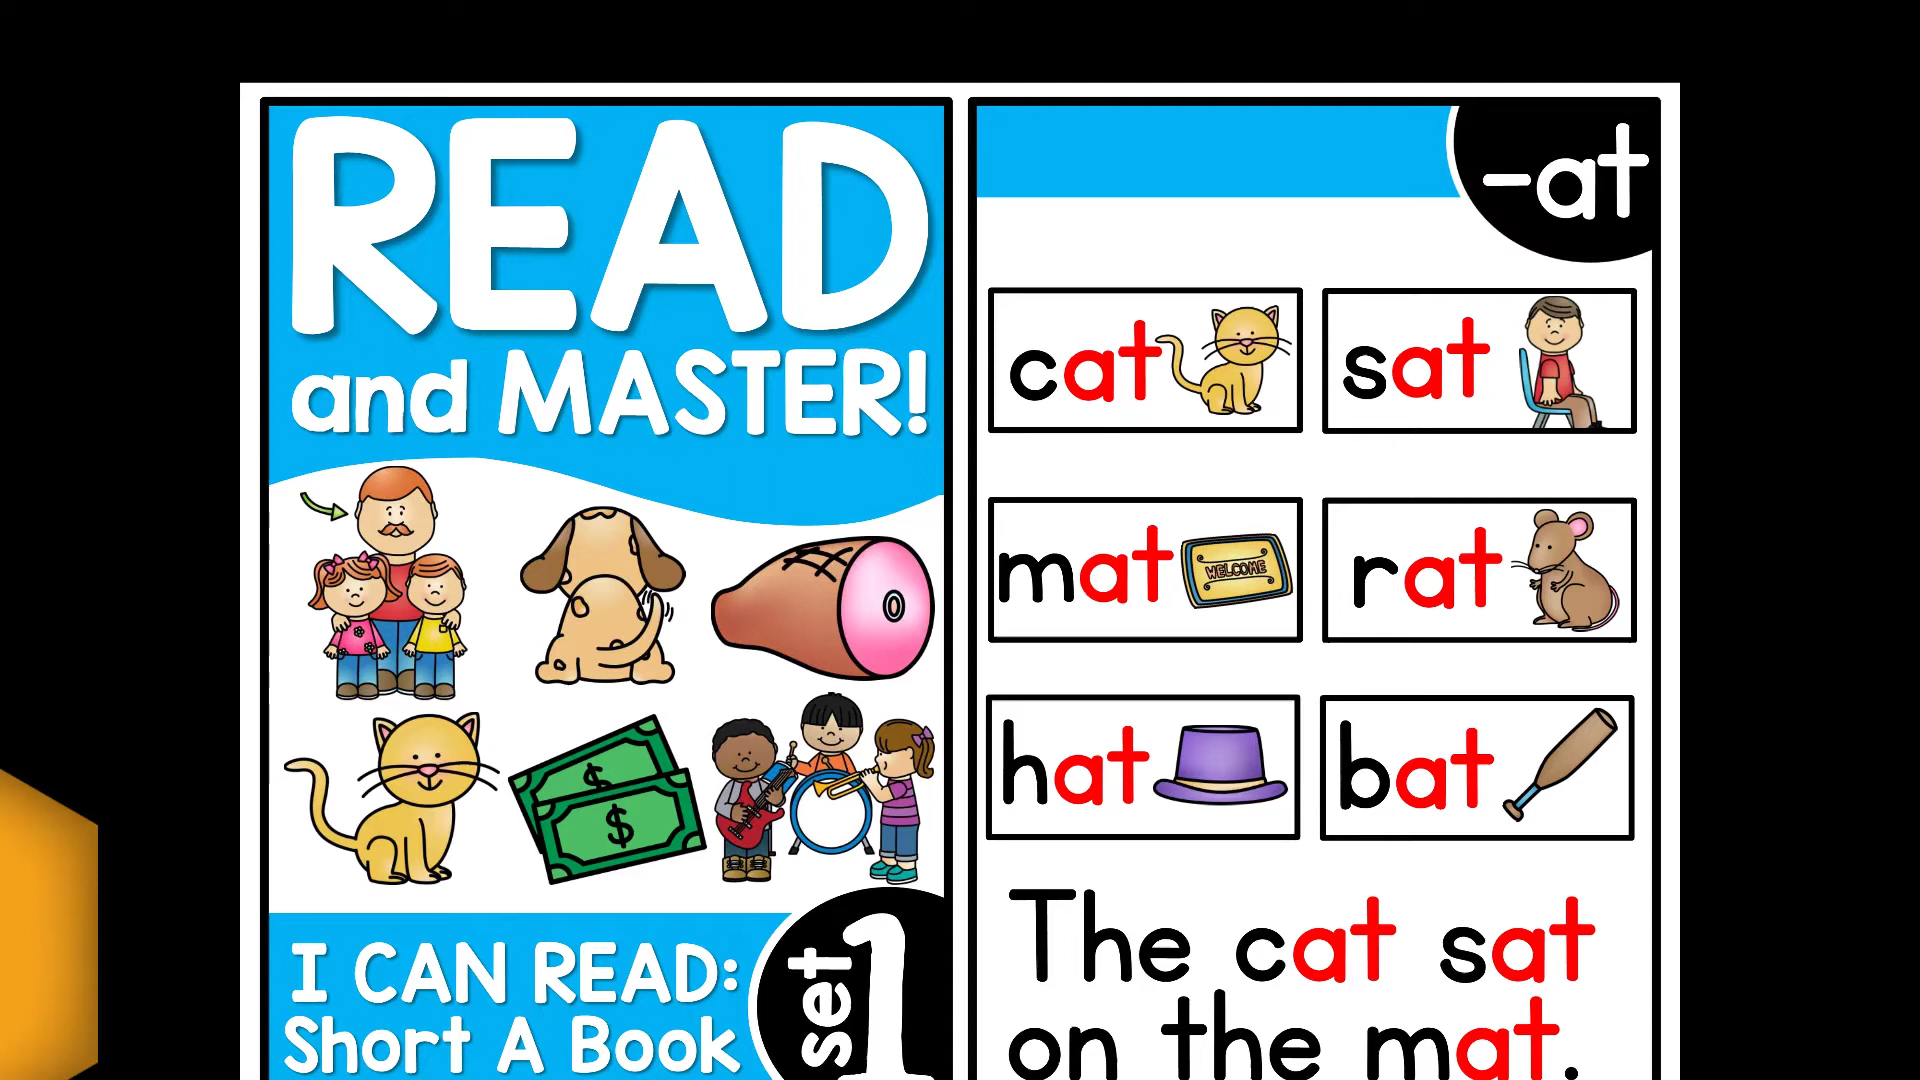 READ
and MASTER!
$
$
I CAN READ:
Short A Book
set 1
-at
cat
sat
mat
WELCOME
rat
hat
bat
The cat sat
on the mat.